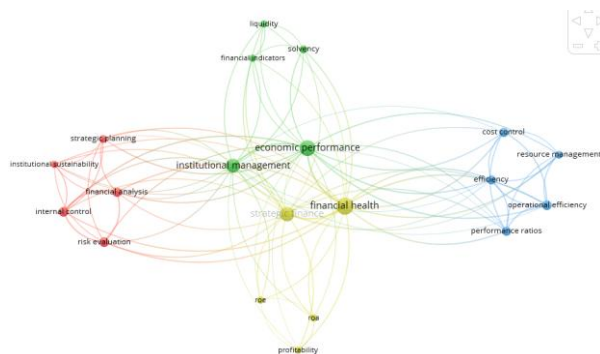 liquidity
solvency
financial indicators
cost control
strategic planning
economic performance
resource management
institutional sustainability
institutional management
efficiency
financial analysis
operational efficiency
financial health
internal control
strategic finance
performance ratios
risk evaluation
roe
roa
profitability